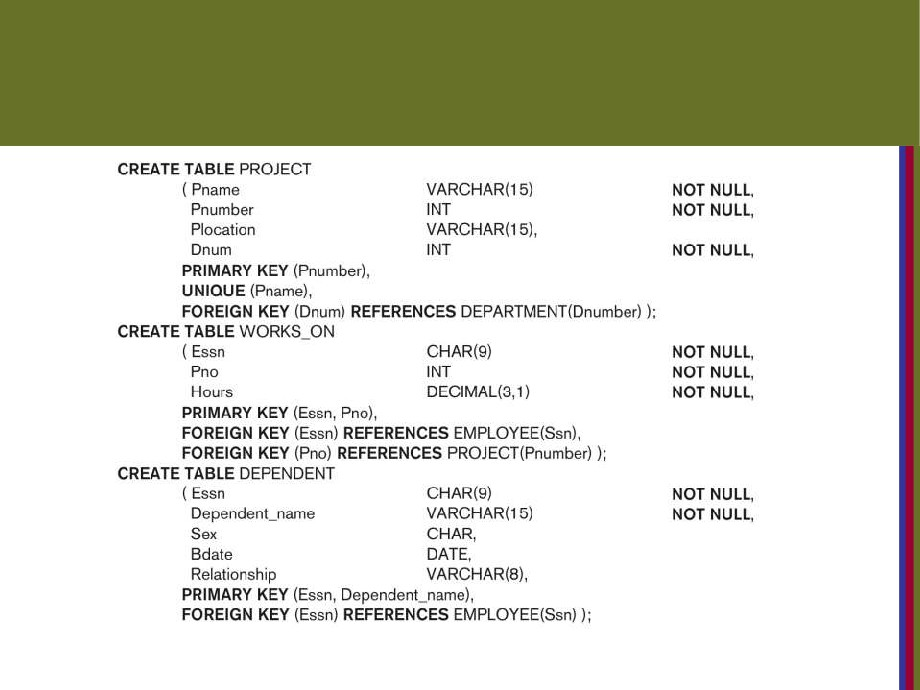 CREATE TABLE PROJECT
( Pname VARCHAR(15) NOT NULL,
Pnumber INT NOT NULL,
Plocation VARCHAR(15),
Dnum INT NOT NULL,
PRIMARY KEY (Pnumber),
UNIQUE (Pname),
FOREIGN KEY (Dnum) REFERENCES DEPARTMENT(Dnumber) );
CREATE TABLE WORKS_ON
( Essn CHAR(9) NOT NULL,
Pno INT NOT NULL,
Hours DECIMAL(3,1) NOT NULL,
PRIMARY KEY (Essn, Pno),
FOREIGN KEY (Essn) REFERENCES EMPLOYEE(Ssn),
FOREIGN KEY (Pno) REFERENCES PROJECT(Pnumber) );
CREATE TABLE DEPENDENT
( Essn CHAR(9) NOT NULL,
Dependent_name VARCHAR(15) NOT NULL,
Sex CHAR,
Bdate DATE,
Relationship VARCHAR(8),
PRIMARY KEY (Essn, Dependent_name),
FOREIGN KEY (Essn) REFERENCES EMPLOYEE(Ssn) );